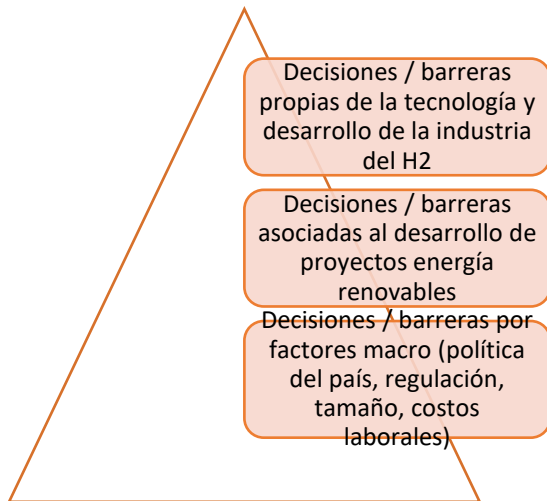 Decisiones / barreras
propias de la tecnología y
desarrollo de la industria
del H2
Decisiones / barreras
asociadas al desarrollo de
proyectos energía
renovables
Decisiones / barreras por
factores macro (política
del país, regulación,
tamaño, costos
laborales)